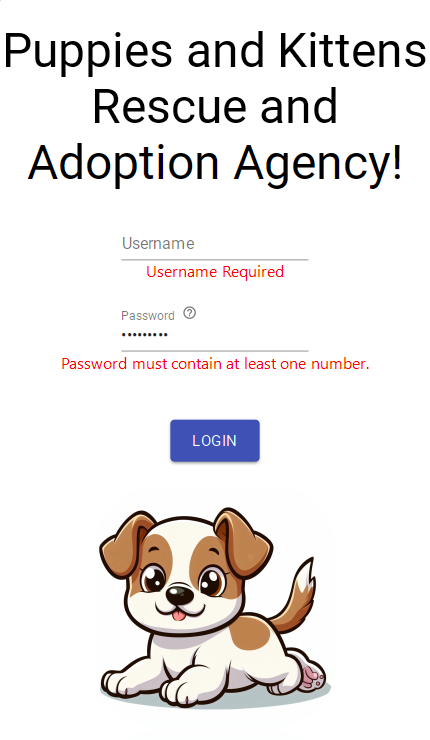 Puppies and Kittens
Rescue and
Adoption Agency!
Username
Username Required
Password
•••••••••
Password must contain at least one number.
LOGIN